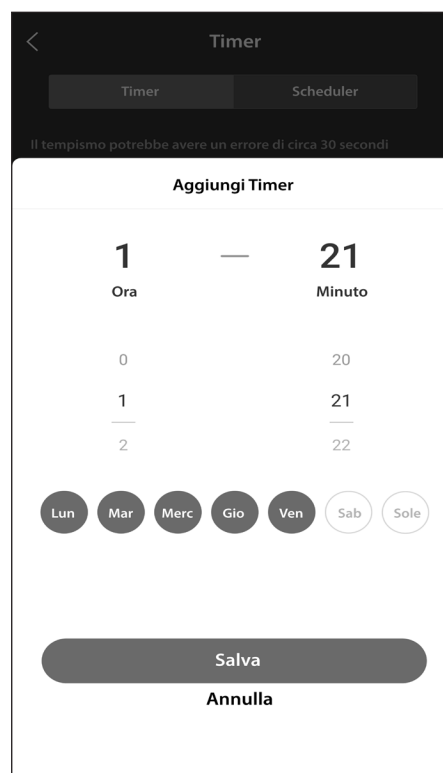 Timer
Timer Scheduler
Il tempismo potrebbe avere un errore di circa 30 secondi
Aggiungi Timer
1 — 21
Ora Minuto
0 20
1 21
2 22
Lun Mar Merc Gio Ven Sab Sole
Salva
Annulla